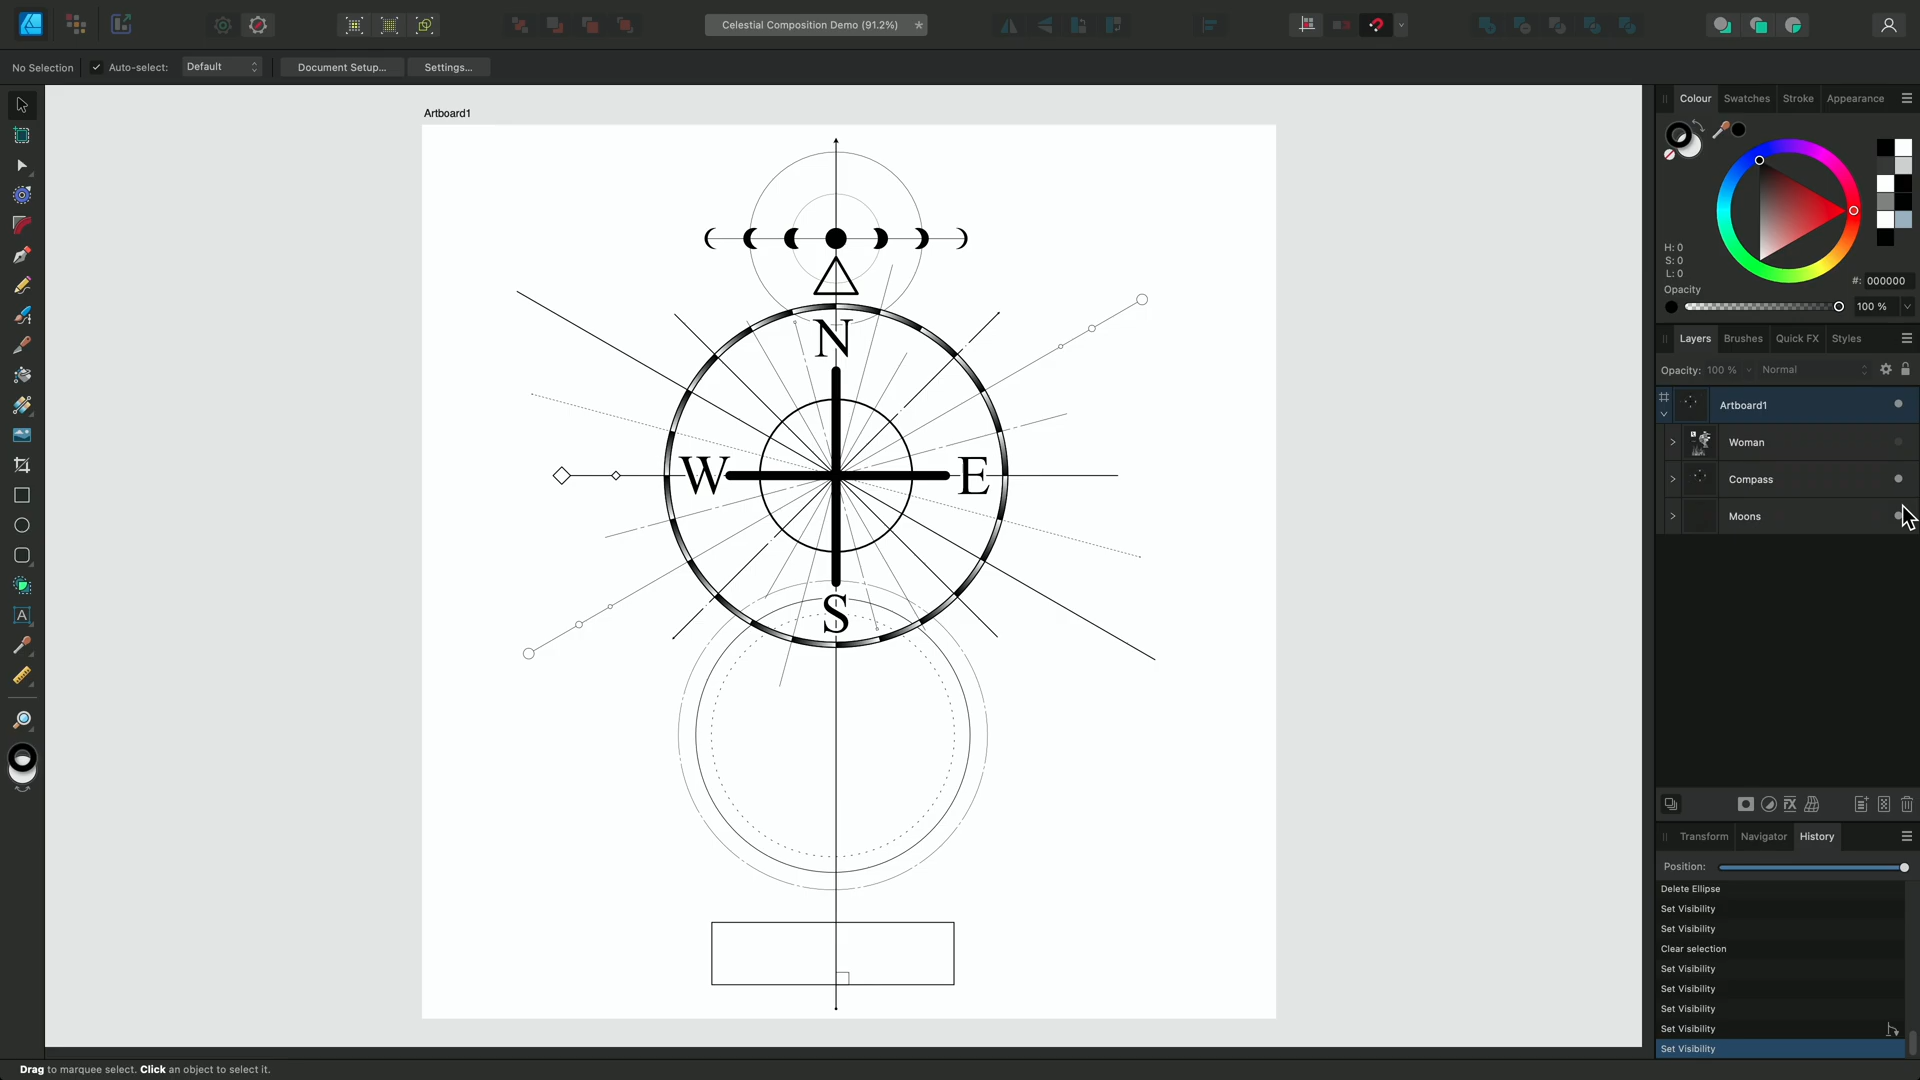 Celestial Composition Demo (91.2%) *
No Selection Auto-select: Default Document Setup... Settings...
Artboard1
N
W E
S
Colour Swatches Stroke Appearance
H: 0
S: 0
L: 0
#: 000000
Opacity
100 %
Layers Brushes Quick FX Styles
Opacity: 100 % Normal
Artboard1
Woman
Compass
Moons
Transform Navigator History
Position:
Delete Ellipse
Set Visibility
Set Visibility
Clear selection
Set Visibility
Set Visibility
Set Visibility
Set Visibility
Set Visibility
Drag to marquee select. Click an object to select it.